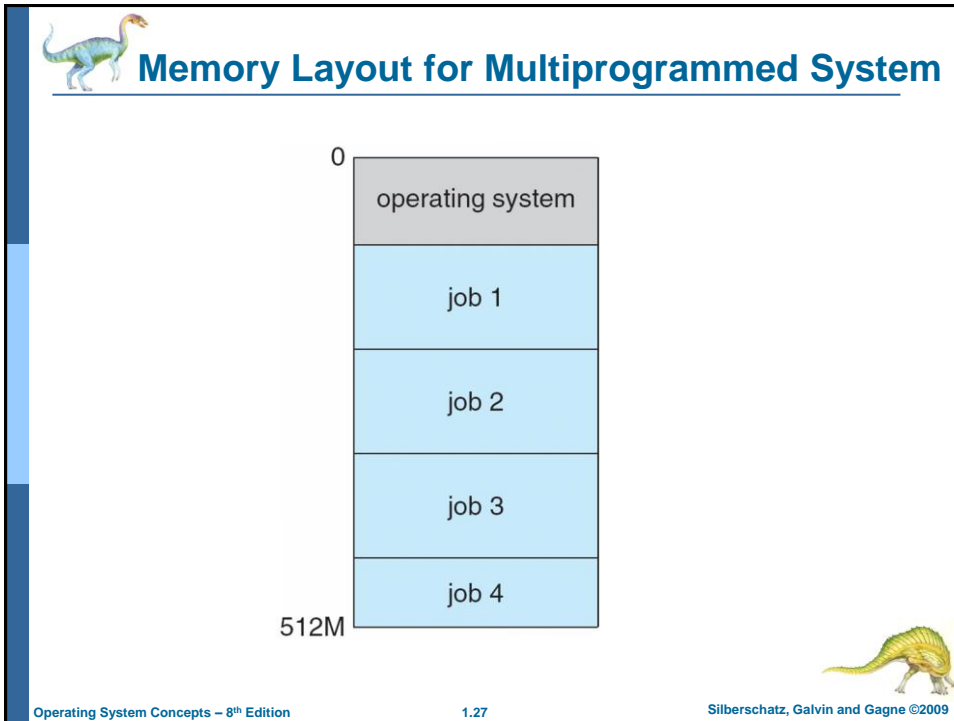 Memory Layout for Multiprogrammed System
0
operating system
job 1
job 2
job 3
job 4
512M
Operating System Concepts – 8th Edition
1.27
Silberschatz, Galvin and Gagne ©2009